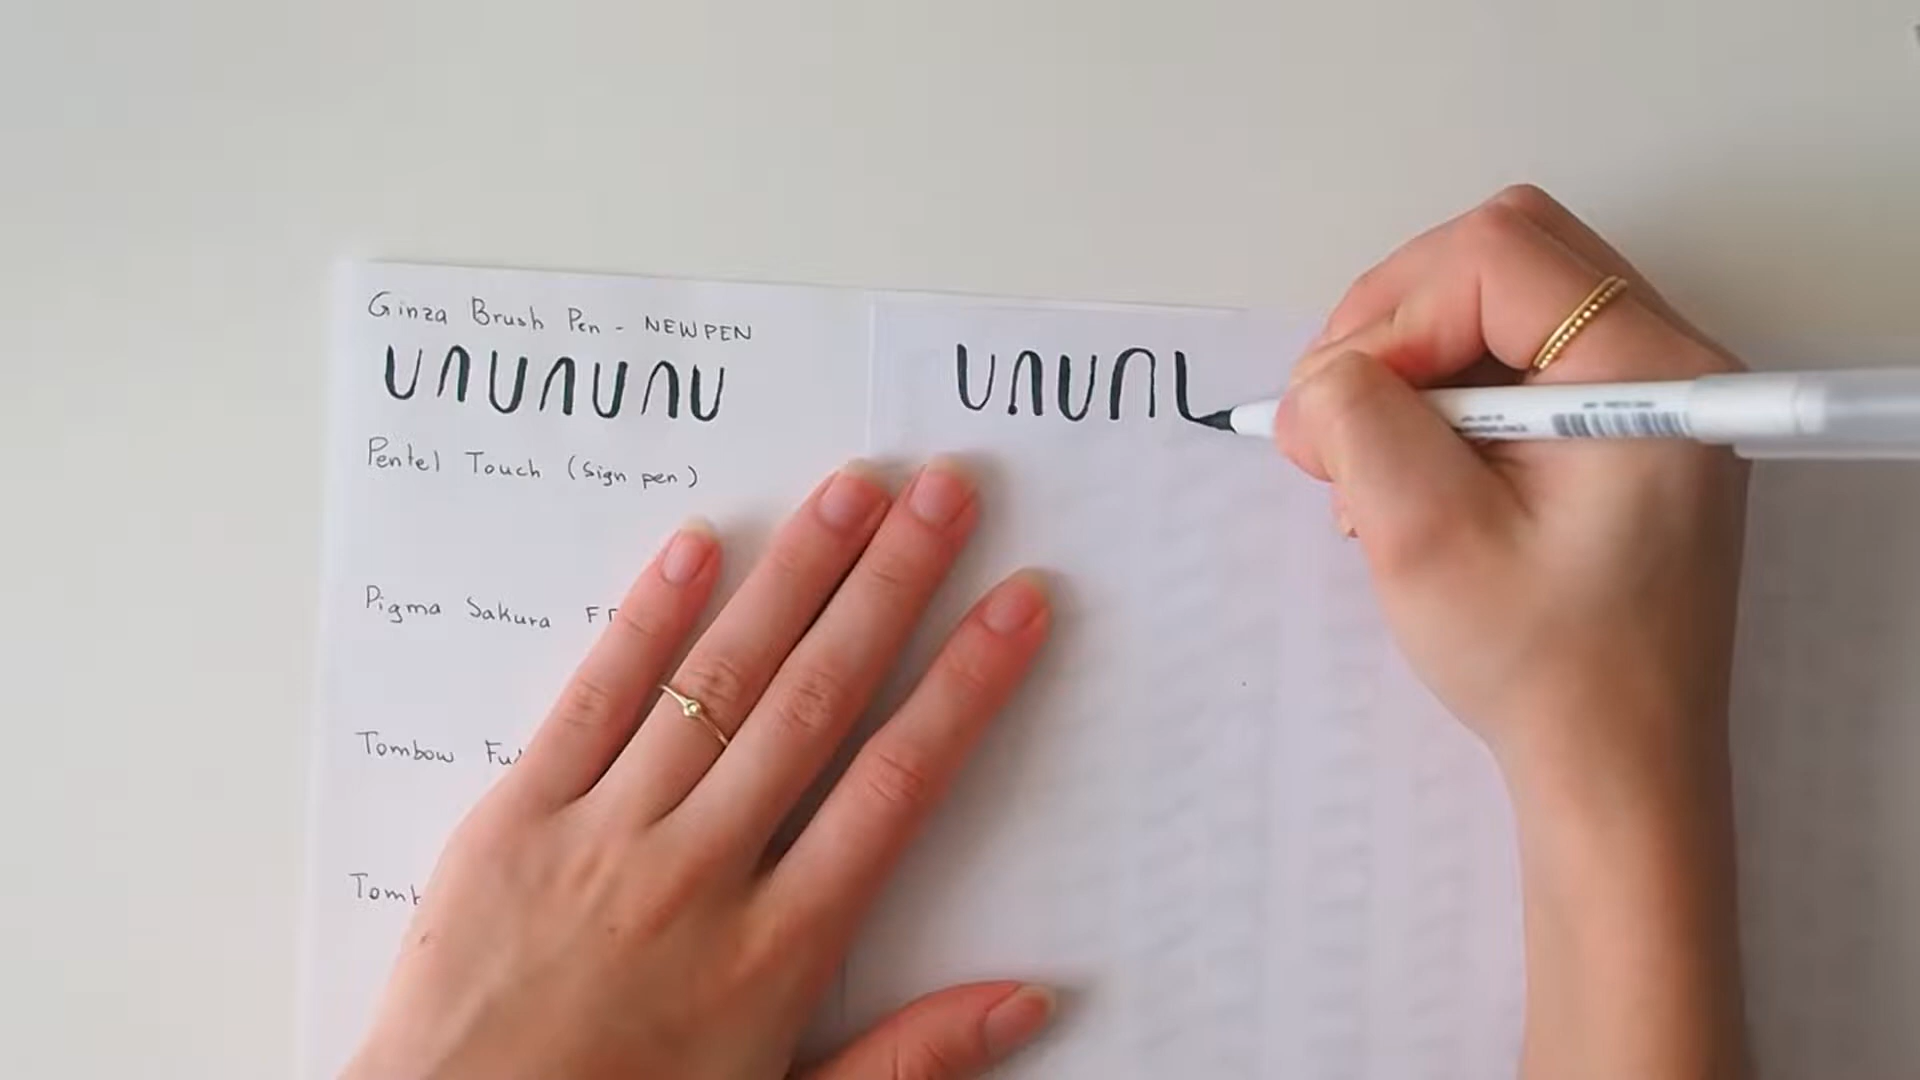 Ginza Brush Pen - NEWPEN
Pentel Touch (Sign pen)
Pigma Sakura
Tombow